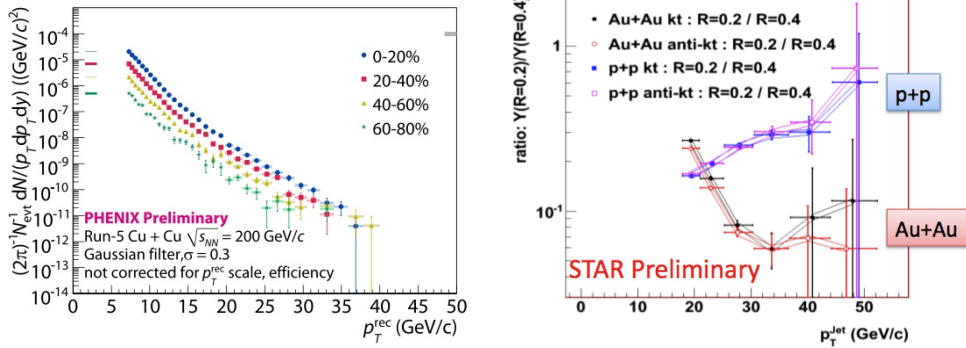 (2π)⁻¹N⁻¹evt dN/(pT dpT dy) ((GeV/c)²)
10⁻⁴
10⁻⁵
10⁻⁶
10⁻⁷
10⁻⁸
10⁻⁹
10⁻¹⁰
10⁻¹¹
10⁻¹²
10⁻¹³
10⁻¹⁴
0-20%
20-40%
40-60%
60-80%
PHENIX Preliminary
Run-5 Cu + Cu √sNN = 200 GeV/c
Gaussian filter,σ = 0.3
not corrected for pTrec scale, efficiency
0 5 10 15 20 25 30 35 40 45 50
pTrec (GeV/c)
ratio: Y(R=0.2)/Y(R=0.4)
1
10⁻¹
Au+Au kt : R=0.2 / R=0.4
Au+Au anti-kt : R=0.2 / R=0.4
p+p kt : R=0.2 / R=0.4
p+p anti-kt : R=0.2 / R=0.4
p+p
Au+Au
STAR Preliminary
0 10 20 30 40 50
pTJet (GeV/c)